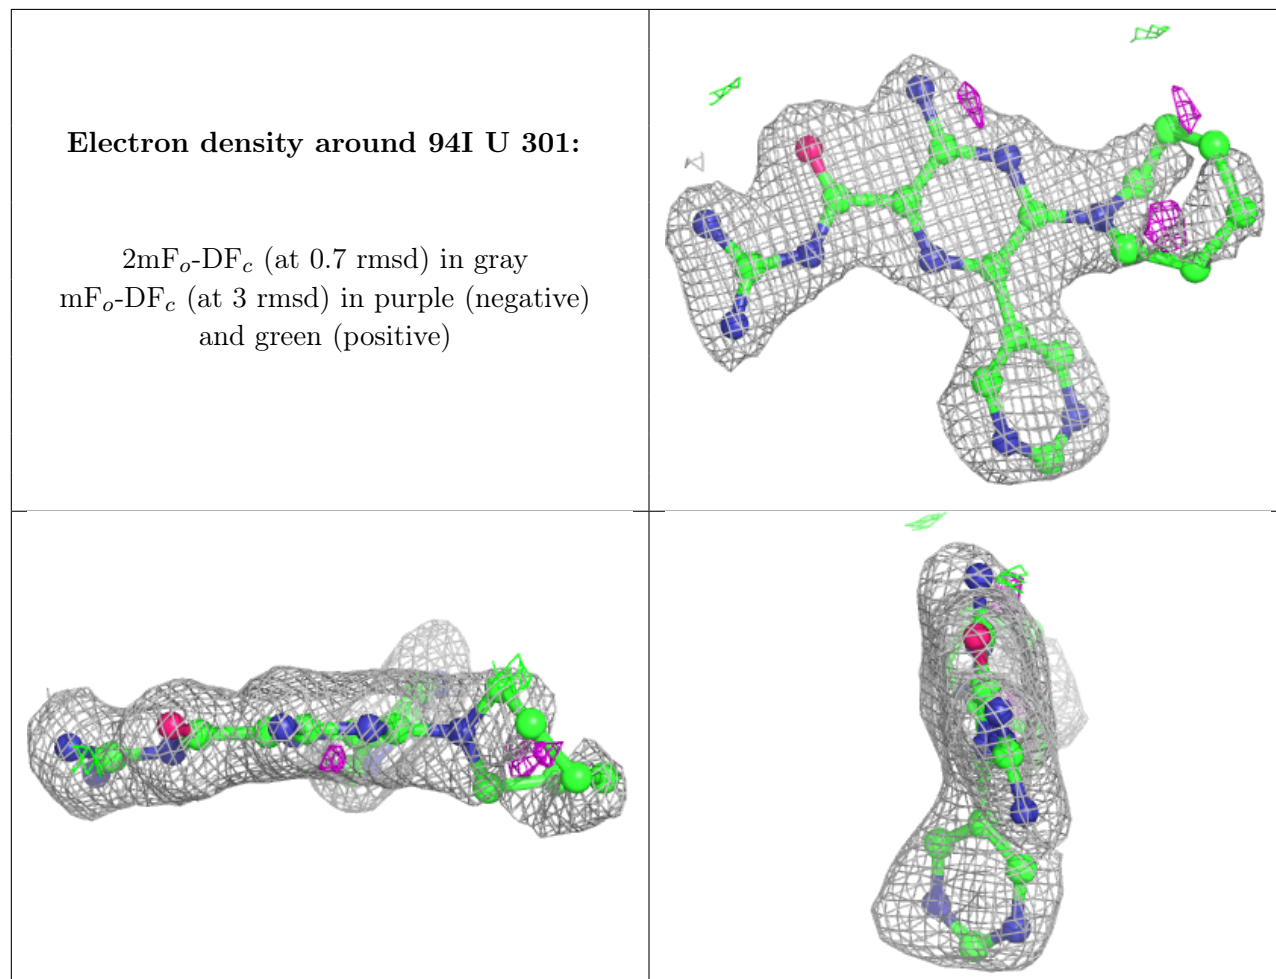 Electron density around 94I U 301:
2mFo-DFc (at 0.7 rmsd) in gray
mFo-DFc (at 3 rmsd) in purple (negative)
and green (positive)